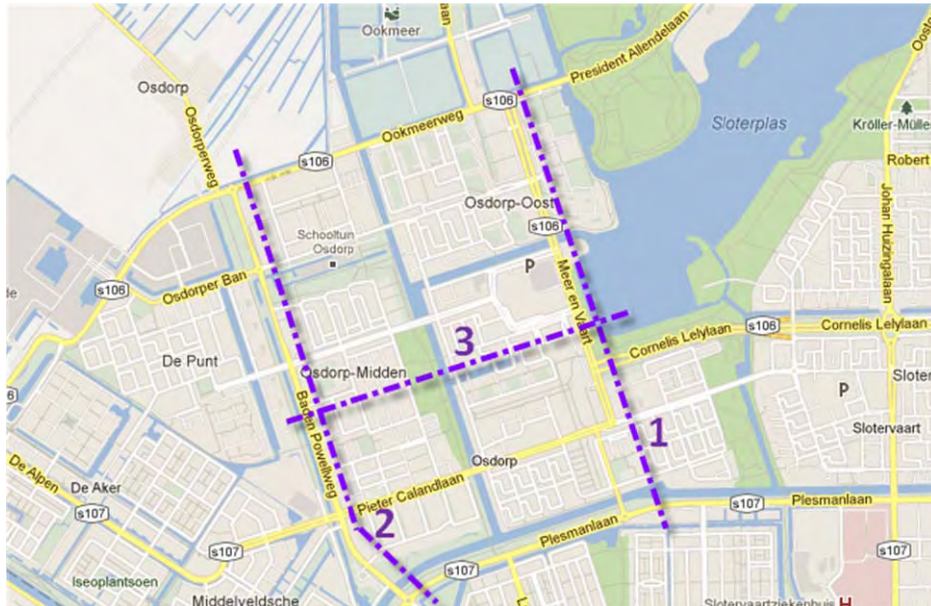 Ookmeer
laan
President Allendelaan
Osdorp
Osdorperweg
s106
Ookmeerweg
s106
Sloterplas
Kröller-Müller
Robert
Johan Huizingalaan
Osdorp-Oost
s106
Schooltuin
Osdorp
P
Meer en Vaart
Osdorper Ban
s106
3
Cornelis Lelylaan
s106
Cornelis Lelylaan
De Punt
Osdorp-Midden
P
Baden Powellweg
1
Slotervaart
De Alpen
De Aker
Osdorp
Pieter Calandlaan
s107
2
Plesmanlaan
s107
Plesmanlaan
s107
s107
s107
Iseoplantsoen
Middelveldsche
Slotervaartziekenhuis H